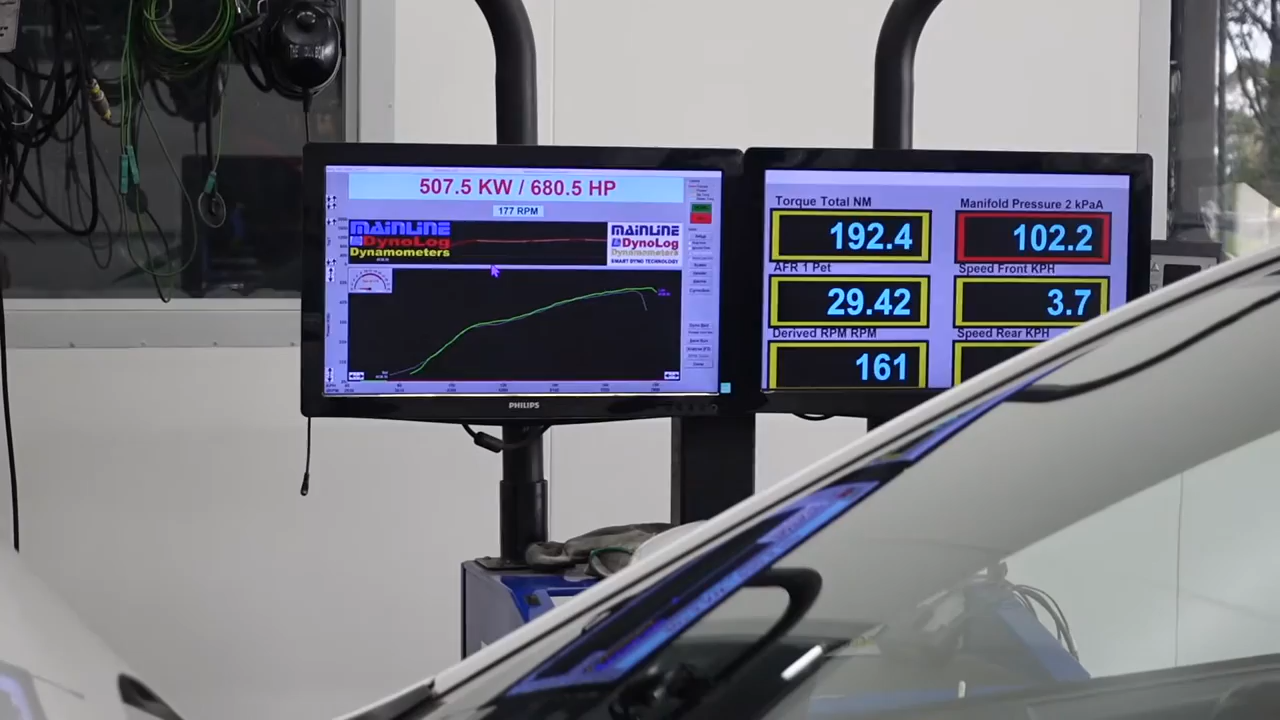 507.5 KW / 680.5 HP
177 RPM
MAINLINE
DynoLog
Dynamometers
MAINLINE
DynoLog
Dynamometers
SMART DYNO TECHNOLOGY
PHILIPS
Torque Total NM
192.4
Manifold Pressure 2 kPaA
102.2
AFR 1 Pet
29.42
Speed Front KPH
3.7
Derived RPM RPM
161
Speed Rear KPH